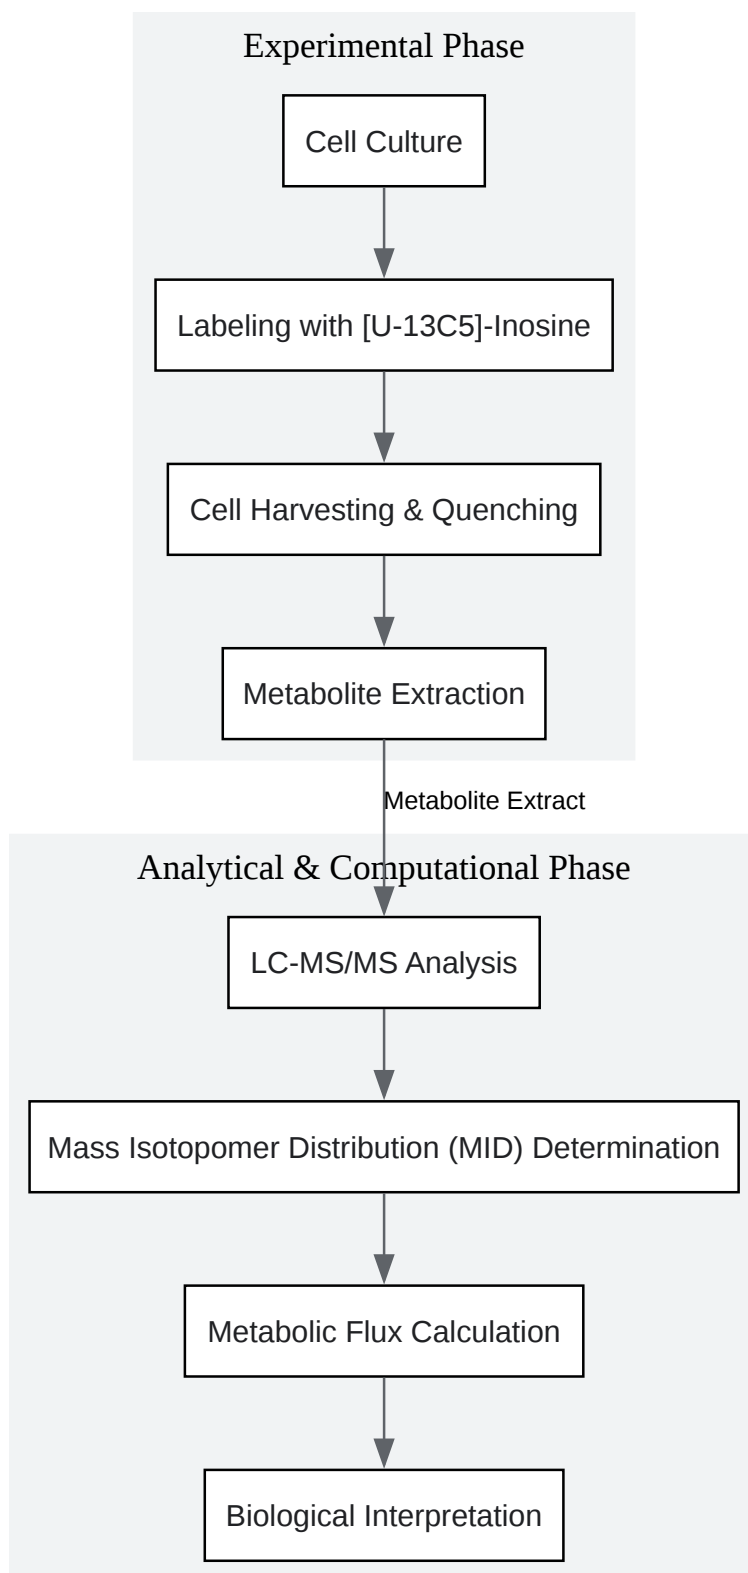 Experimental Phase
Cell Culture
Labeling with [U-13C5]-Inosine
Cell Harvesting & Quenching
Metabolite Extraction
Metabolite Extract
Analytical & Computational Phase
LC-MS/MS Analysis
Mass Isotopomer Distribution (MID) Determination
Metabolic Flux Calculation
Biological Interpretation